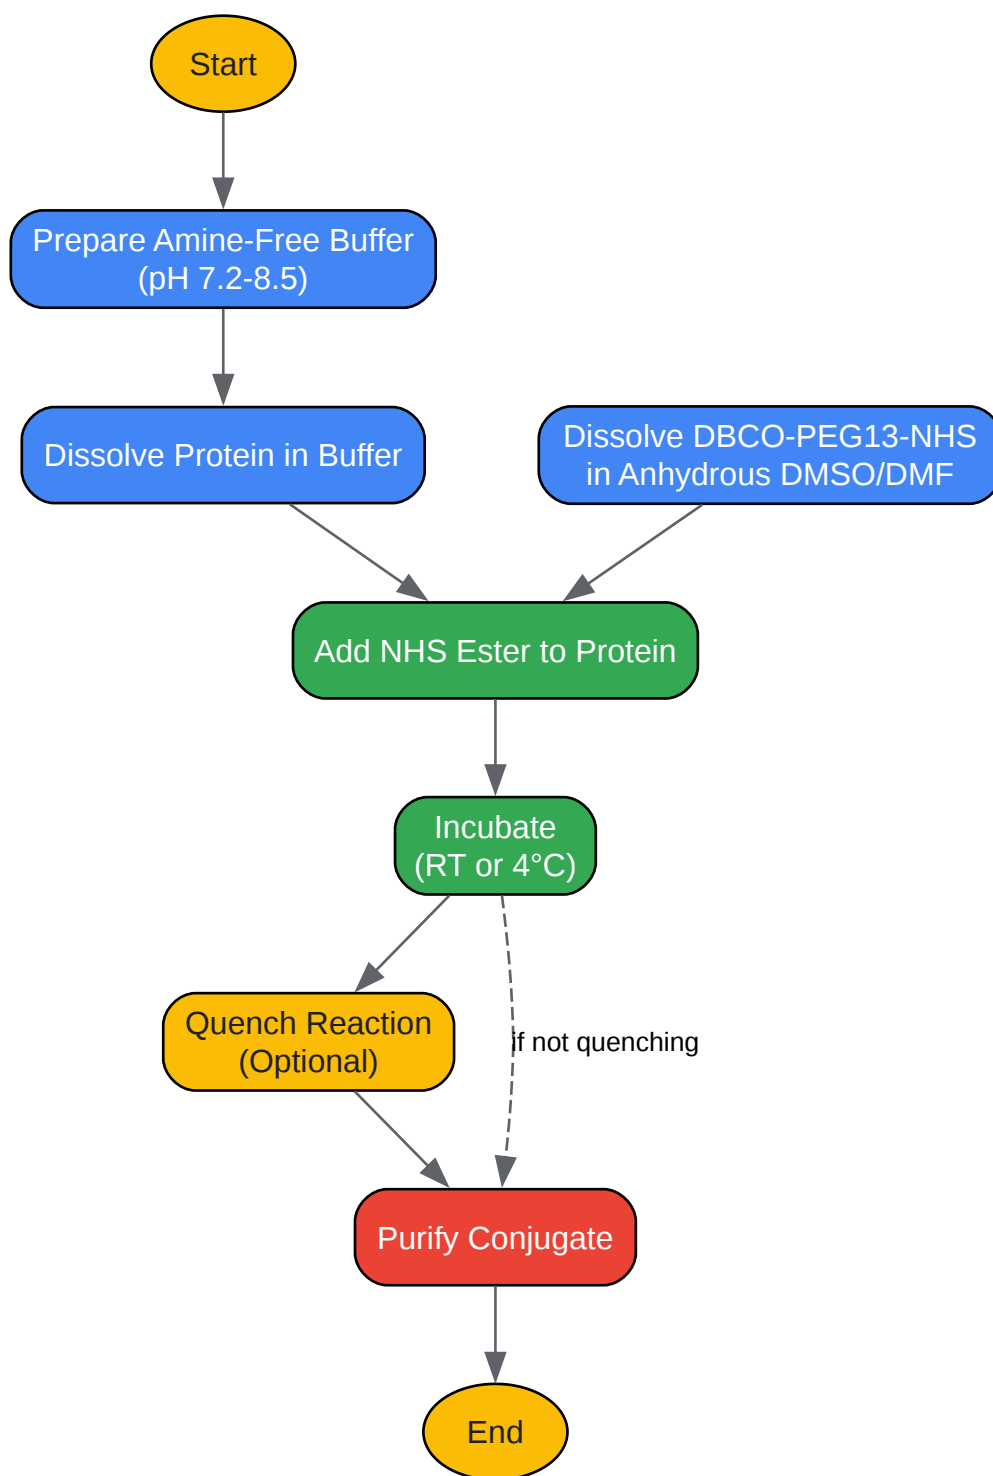 Start
Prepare Amine-Free Buffer
(pH 7.2-8.5)
Dissolve Protein in Buffer
Dissolve DBCO-PEG13-NHS
in Anhydrous DMSO/DMF
Add NHS Ester to Protein
Incubate
(RT or 4°C)
Quench Reaction
(Optional)
if not quenching
Purify Conjugate
End